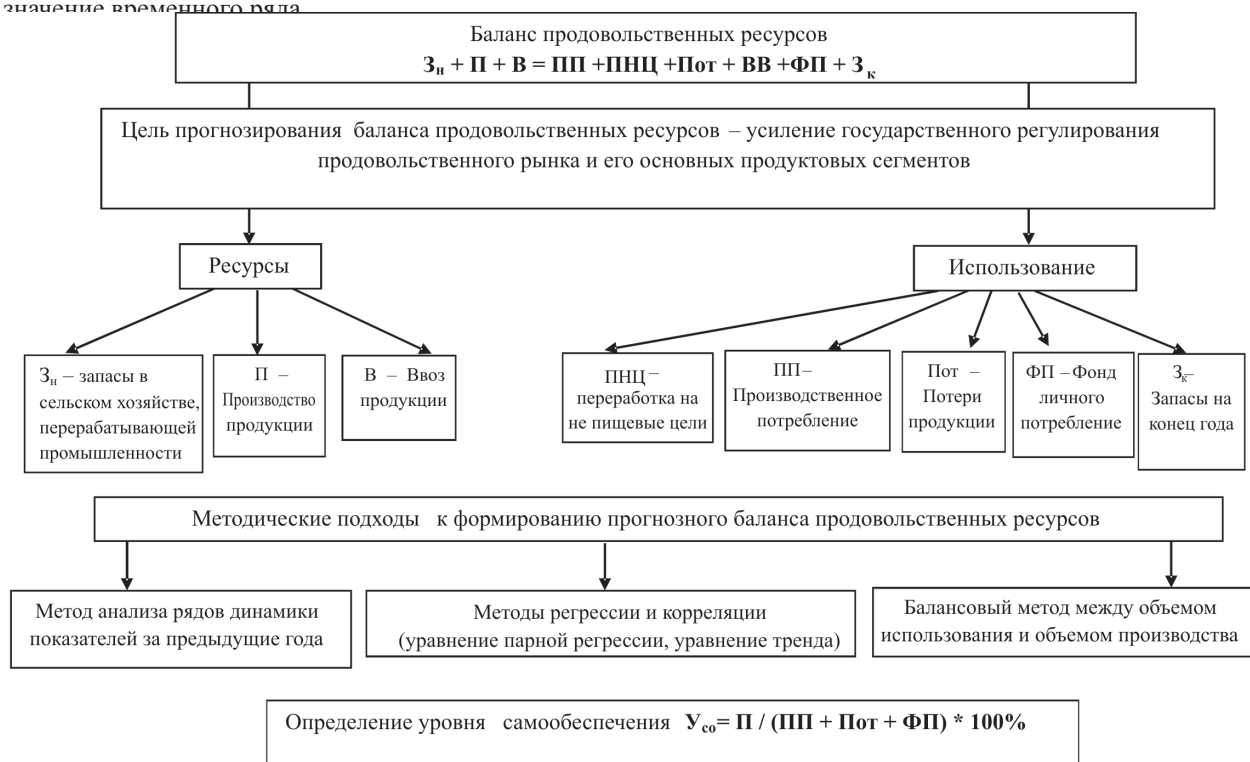 значение временного ряда
Баланс продовольственных ресурсов
Зн + П + В = ПП +ПНЦ +Пот + ВВ +ФП + Зк
Цель прогнозирования баланса продовольственных ресурсов – усиление государственного регулирования
продовольственного рынка и его основных продуктовых сегментов
Ресурсы
Использование
Зн – запасы в
сельском хозяйстве,
перерабатывающей
промышленности
П –
Производство
продукции
В – Ввоз
продукции
ПНЦ –
переработка на
не пищевые цели
ПП–
Производственное
потребление
Пот –
Потери
продукции
ФП –Фонд
личного
потребление
Зк–
Запасы на
конец года
Методические подходы к формированию прогнозного баланса продовольственных ресурсов
Метод анализа рядов динамики
показателей за предыдущие года
Методы регрессии и корреляции
(уравнение парной регрессии, уравнение тренда)
Балансовый метод между объемом
использования и объемом производства
Определение уровня самообеспечения Усо= П / (ПП + Пот + ФП) * 100%